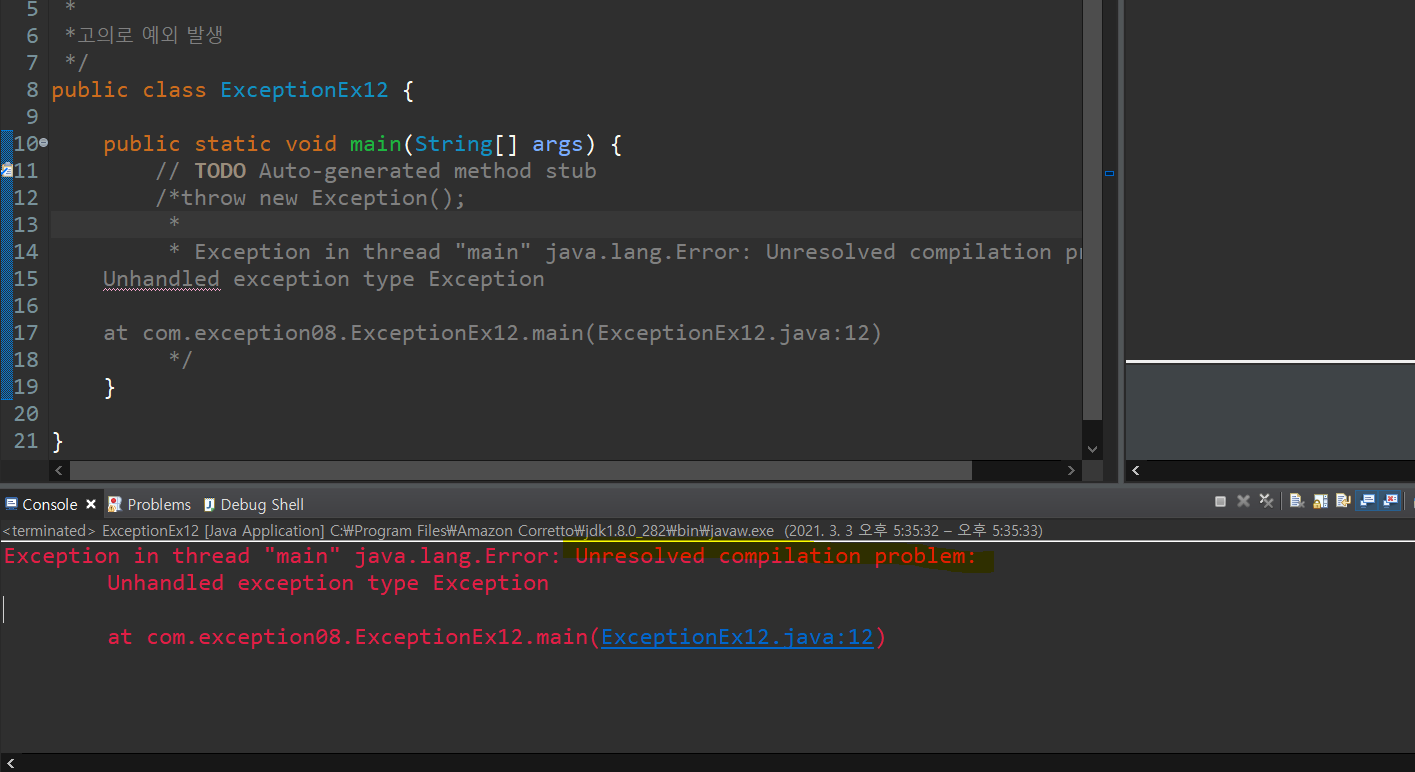 5 *
6 *고의로 예외 발생
7 */
8 public class ExceptionEx12 {
9
10 public static void main(String[] args) {
11 // TODO Auto-generated method stub
12 /*throw new Exception();
13 *
14 * Exception in thread "main" java.lang.Error: Unresolved compilation
15 Unhandled exception type Exception
16
17 at com.exception08.ExceptionEx12.main(ExceptionEx12.java:12)
18 */
19 }
20
21 }
Console Problems Debug Shell
<terminated> ExceptionEx12 [Java Application] C:₩Program Files₩Amazon Corretto₩jdk1.8.0_282₩bin₩javaw.exe (2021. 3. 3 오후 5:35:32 – 오후 5:35:33)
Exception in thread "main" java.lang.Error: Unresolved compilation problem:
Unhandled exception type Exception
at com.exception08.ExceptionEx12.main(ExceptionEx12.java:12)